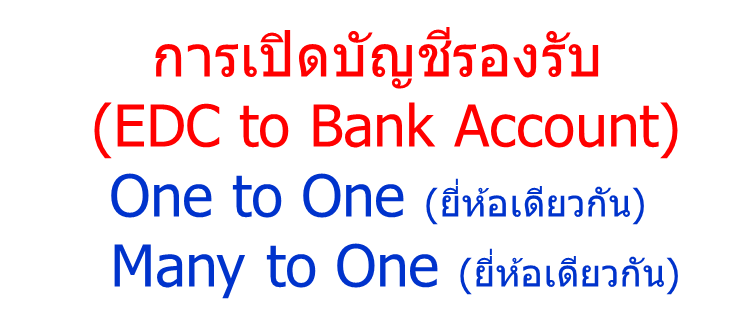 การเปิดบัญชีรองรับ
(EDC to Bank Account)
One to One (ยี่ห้อเดียวกัน)
Many to One (ยี่ห้อเดียวกัน)